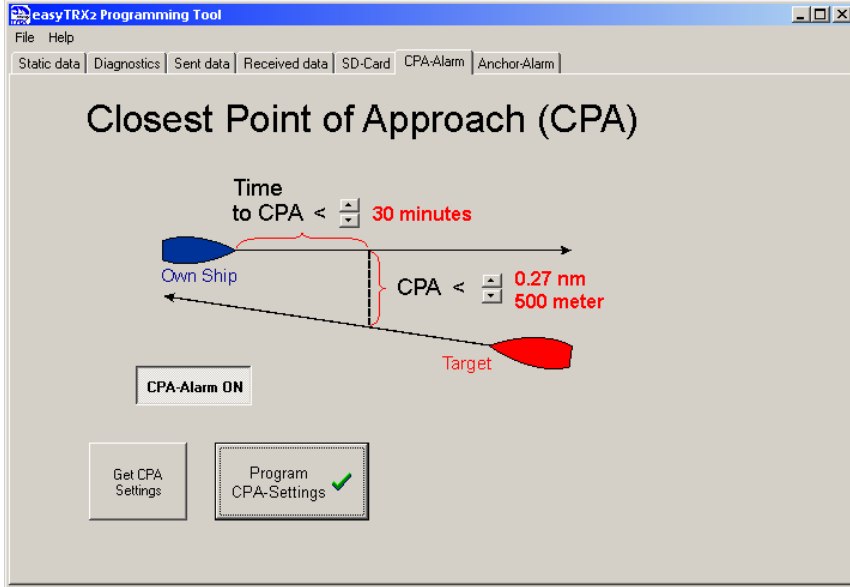 easyTRX2 Programming Tool
File Help
Static data Diagnostics Sent data Received data SD-Card CPA-Alarm Anchor-Alarm
Closest Point of Approach (CPA)
Time
to CPA < 30 minutes
Own Ship
CPA < 0.27 nm
500 meter
Target
CPA-Alarm ON
Get CPA
Settings
Program
CPA-Settings